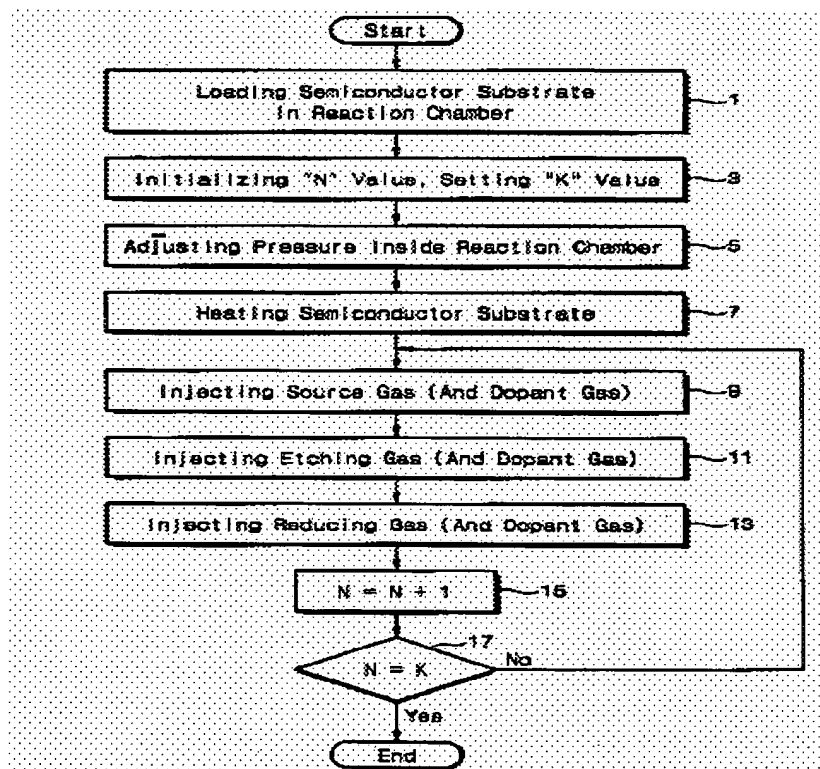 Start
Loading Semiconductor Substrate
in Reaction Chamber
1
Initializing "N" Value, Setting "K" Value
3
Adjusting Pressure Inside Reaction Chamber
5
Heating Semiconductor Substrate
7
Injecting Source Gas (And Dopant Gas)
9
Injecting Etching Gas (And Dopant Gas)
11
Injecting Reducing Gas (And Dopant Gas)
13
N = N + 1
15
17
N = K
No
Yes
End